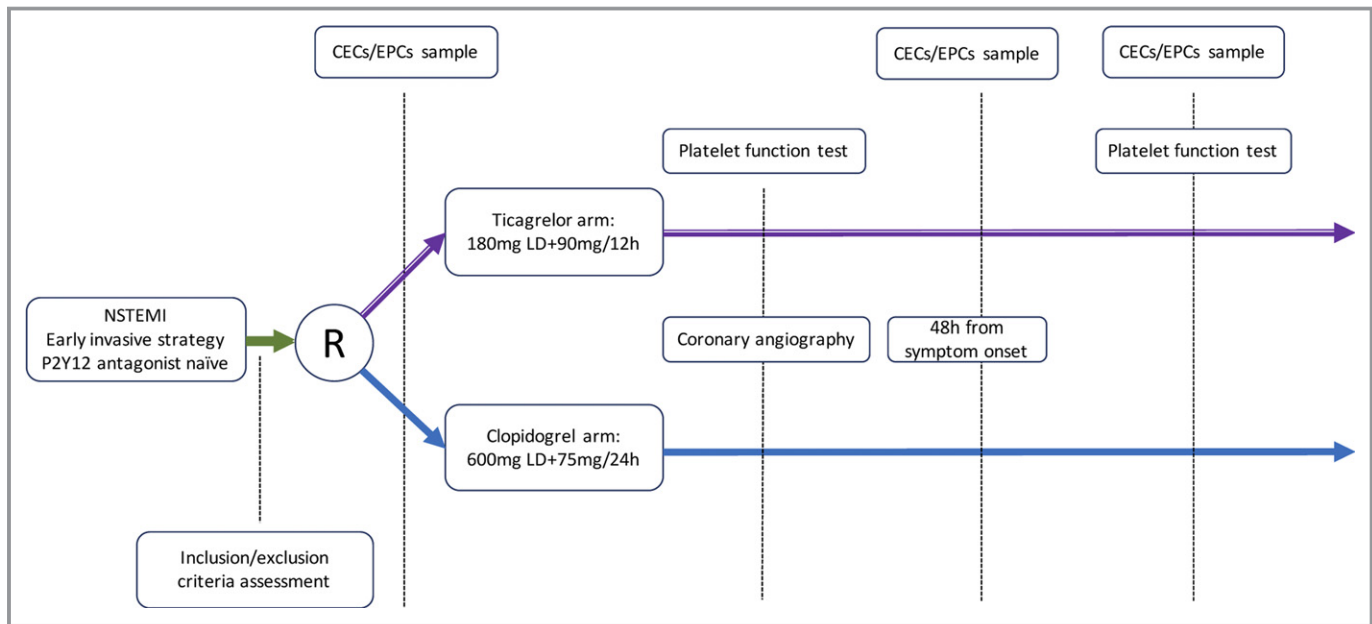 CECs/EPCs sample
CECs/EPCs sample
CECs/EPCs sample
Platelet function test
Platelet function test
Ticagrelor arm:
180mg LD+90mg/12h
NSTEMI
Early invasive strategy
P2Y12 antagonist naïve
R
Coronary angiography
48h from
symptom onset
Clopidogrel arm:
600mg LD+75mg/24h
Inclusion/exclusion
criteria assessment